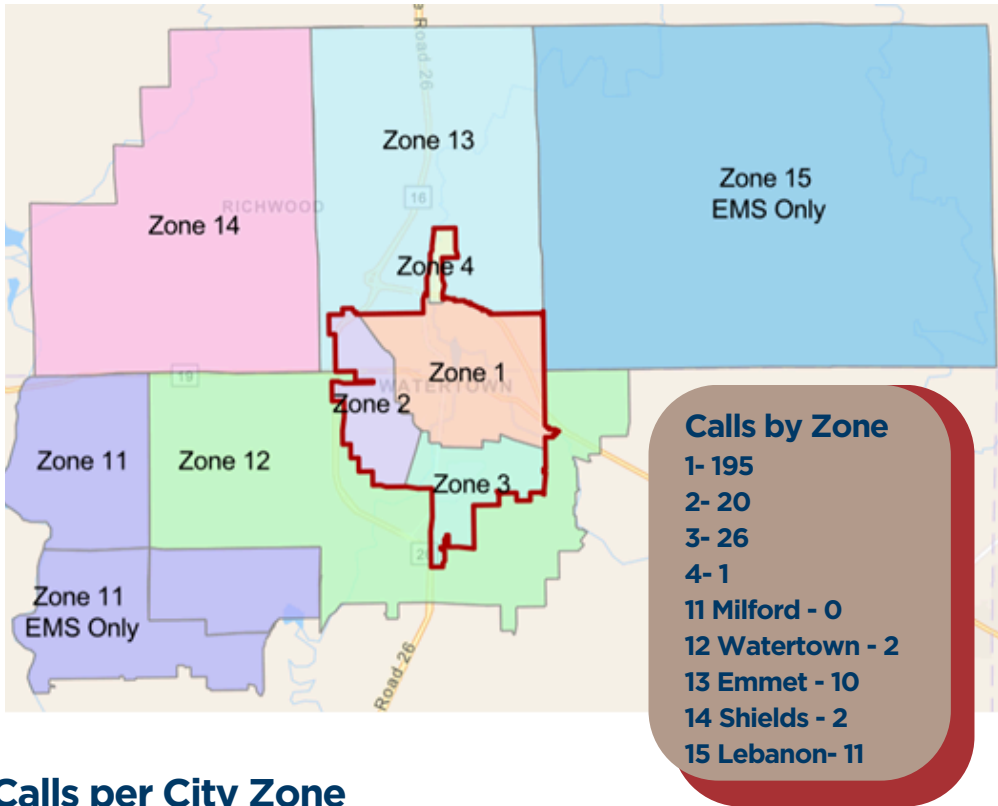 Road 26
Zone 13
Zone 15
EMS Only
16
RICHWOOD
Zone 14
Zone 4
Zone 1
19
WATERTOWN
Zone 2
Zone 11
Zone 12
Zone 3
26
Zone 11
EMS Only
Road 26
Calls by Zone
1- 195
2- 20
3- 26
4- 1
11 Milford - 0
12 Watertown - 2
13 Emmet - 10
14 Shields - 2
15 Lebanon- 11
Calls per City Zone